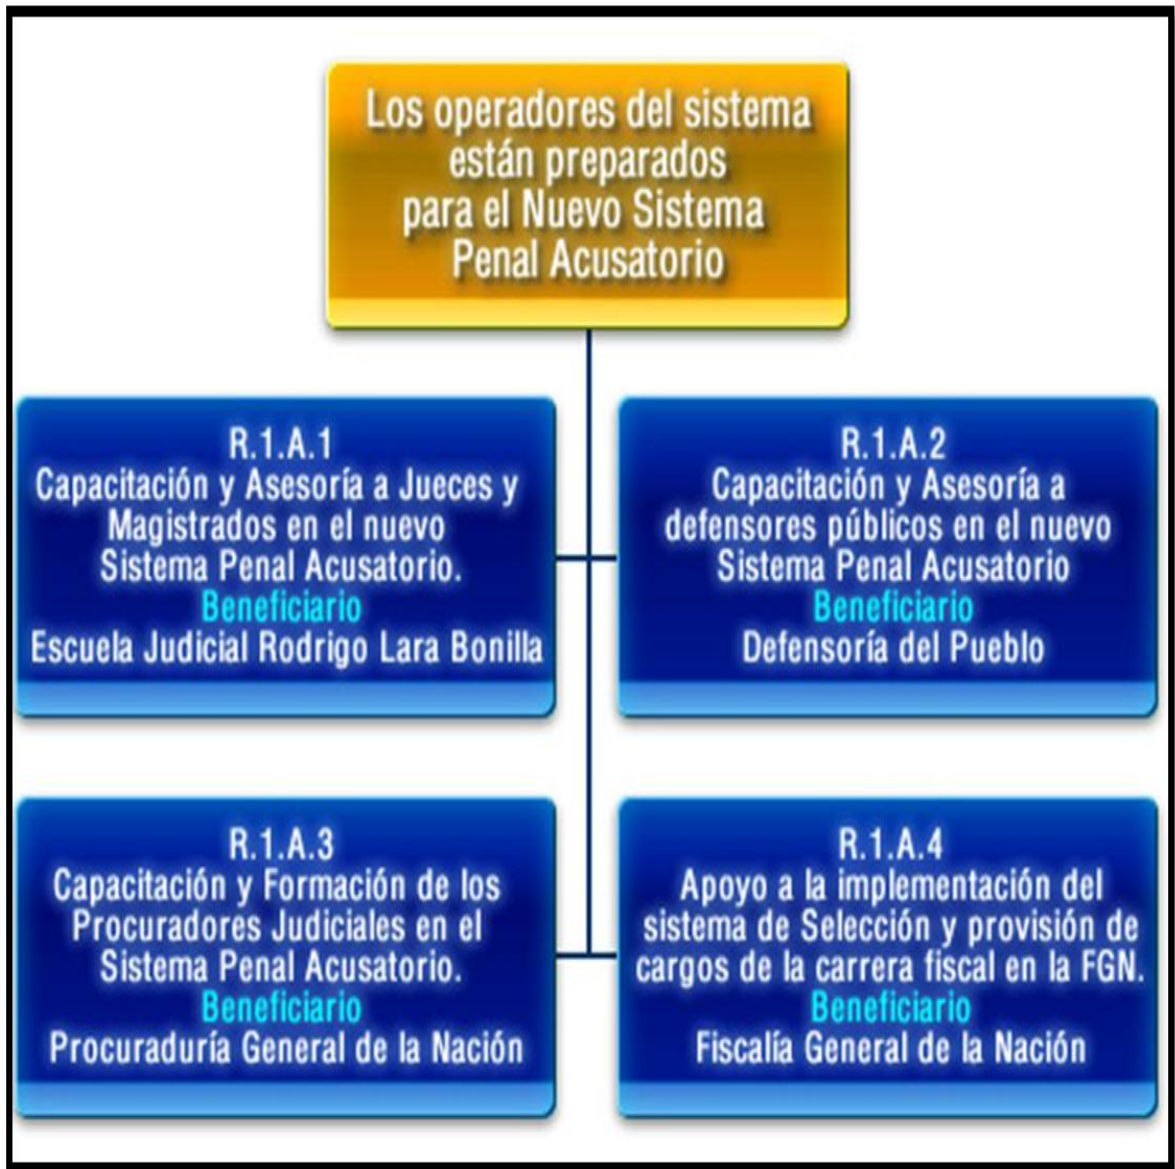 Los operadores del sistema
están preparados
para el Nuevo Sistema
Penal Acusatorio
R.1.A.1
Capacitación y Asesoría a Jueces y
Magistrados en el nuevo
Sistema Penal Acusatorio.
Beneficiario
Escuela Judicial Rodrigo Lara Bonilla
R.1.A.2
Capacitación y Asesoría a
defensores públicos en el nuevo
Sistema Penal Acusatorio
Beneficiario
Defensoría del Pueblo
R.1.A.3
Capacitación y Formación de los
Procuradores Judiciales en el
Sistema Penal Acusatorio.
Beneficiario
Procuraduría General de la Nación
R.1.A.4
Apoyo a la implementación del
sistema de Selección y provisión de
cargos de la carrera fiscal en la FGN.
Beneficiario
Fiscalía General de la Nación